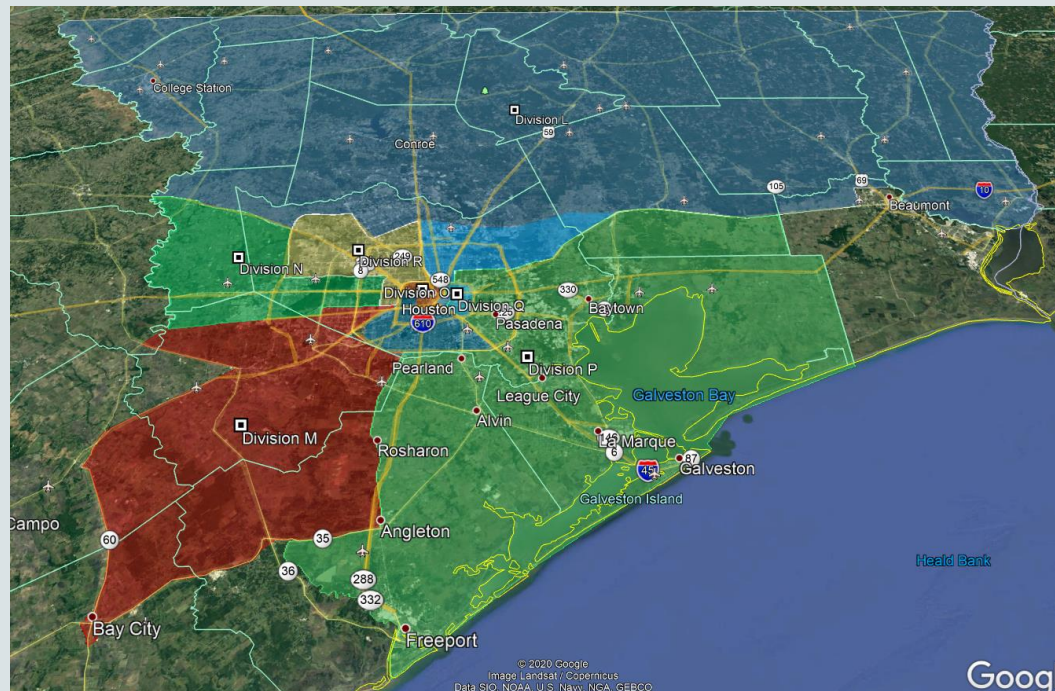 College Station
Division L
59
Conroe
105
69
10
Beaumont
Division N
249
Division R
8
548
Division O
Division Q
Houston
330
Baytown
610
Pasadena
Pearland
Division P
League City
Galveston Bay
Alvin
Division M
La Marque
Rosharon
6
87
45
Galveston
Galveston Island
Campo
Angleton
60
35
36
288
332
Heald Bank
Bay City
Freeport
© 2020 Google
Image Landsat / Copernicus
Data SIO, NOAA, U.S. Navy, NGA, GEBCO
Goog